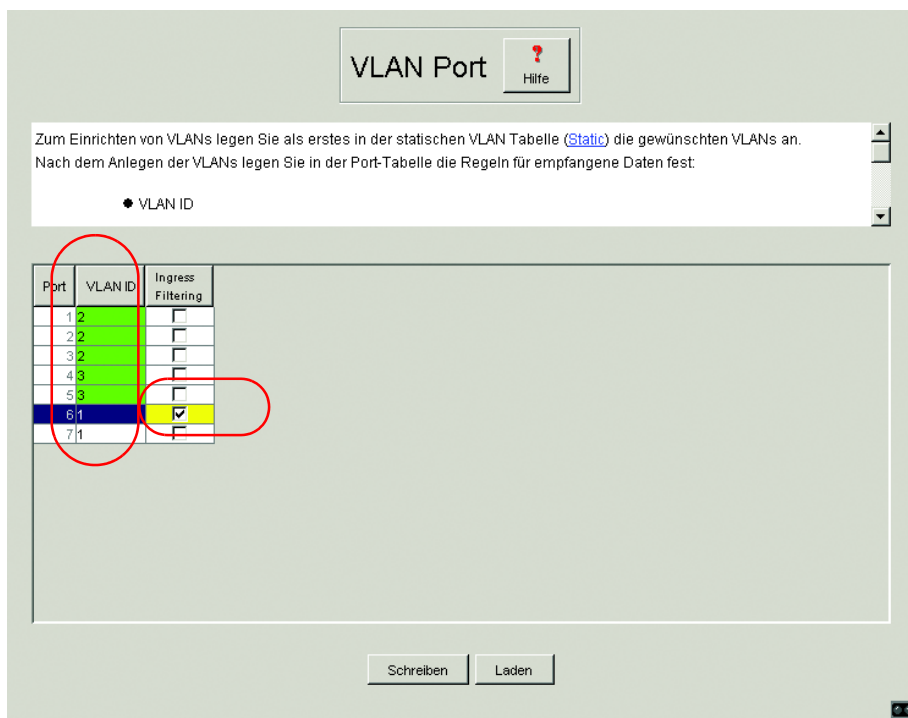 VLAN Port
?
Hilfe
Zum Einrichten von VLANs legen Sie als erstes in der statischen VLAN Tabelle (Static) die gewünschten VLANs an.
Nach dem Anlegen der VLANs legen Sie in der Port-Tabelle die Regeln für empfangene Daten fest:
● VLAN ID
Port VLAN ID Ingress Filtering
1 2
2 2
3 2
4 3
5 3
6 1
7 1
Schreiben Laden